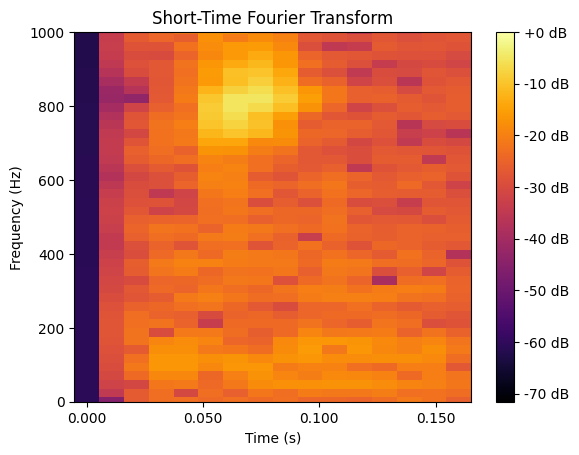 Short-Time Fourier Transform
1000
800
600
400
200
0
Frequency (Hz)
0.000
0.050
0.100
0.150
Time (s)
+0 dB
-10 dB
-20 dB
-30 dB
-40 dB
-50 dB
-60 dB
-70 dB